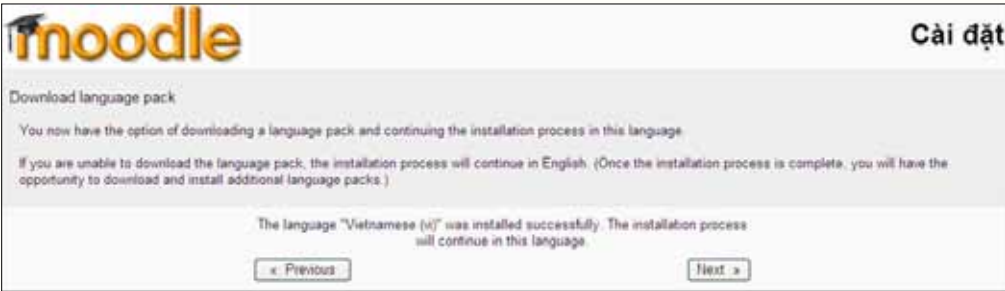 moodle
Cài đặt
Download language pack
You now have the option of downloading a language pack and continuing the installation process in this language.
If you are unable to download the language pack, the installation process will continue in English. (Once the installation process is complete, you will have the
opportunity to download and install additional language packs.)
The language "Vietnamese (vi)" was installed successfully. The installation process
will continue in this language.
« Previous
Next »